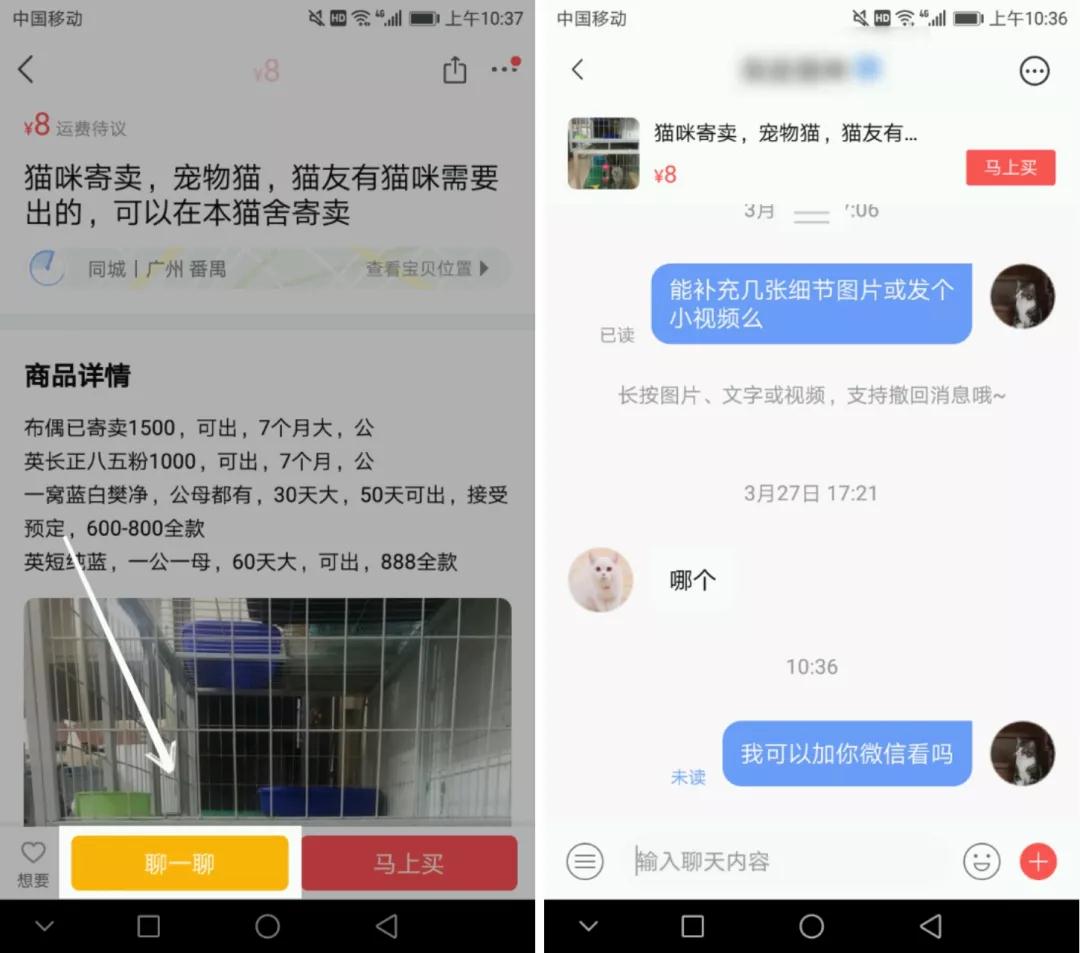 中国移动
HD
4G
上午10:37
¥8
¥8 运费待议
猫咪寄卖，宠物猫，猫友有猫咪需要
出的，可以在本猫舍寄卖
同城 | 广州 番禺
查看宝贝位置
商品详情
布偶已寄卖1500，可出，7个月大，公
英长正八五粉1000，可出，7个月，公
一窝蓝白樊净，公母都有，30天大，50天可出，接受
预定，600-800全款
英短纯蓝，一公一母，60天大，可出，888全款
想要
聊一聊
马上买
中国移动
HD
4G
上午10:36
猫咪寄卖，宠物猫，猫友有...
¥8
马上买
3月
:06
能补充几张细节图片或发个
小视频么
已读
长按图片、文字或视频，支持撤回消息哦~
3月27日 17:21
哪个
10:36
我可以加你微信看吗
未读
输入聊天内容